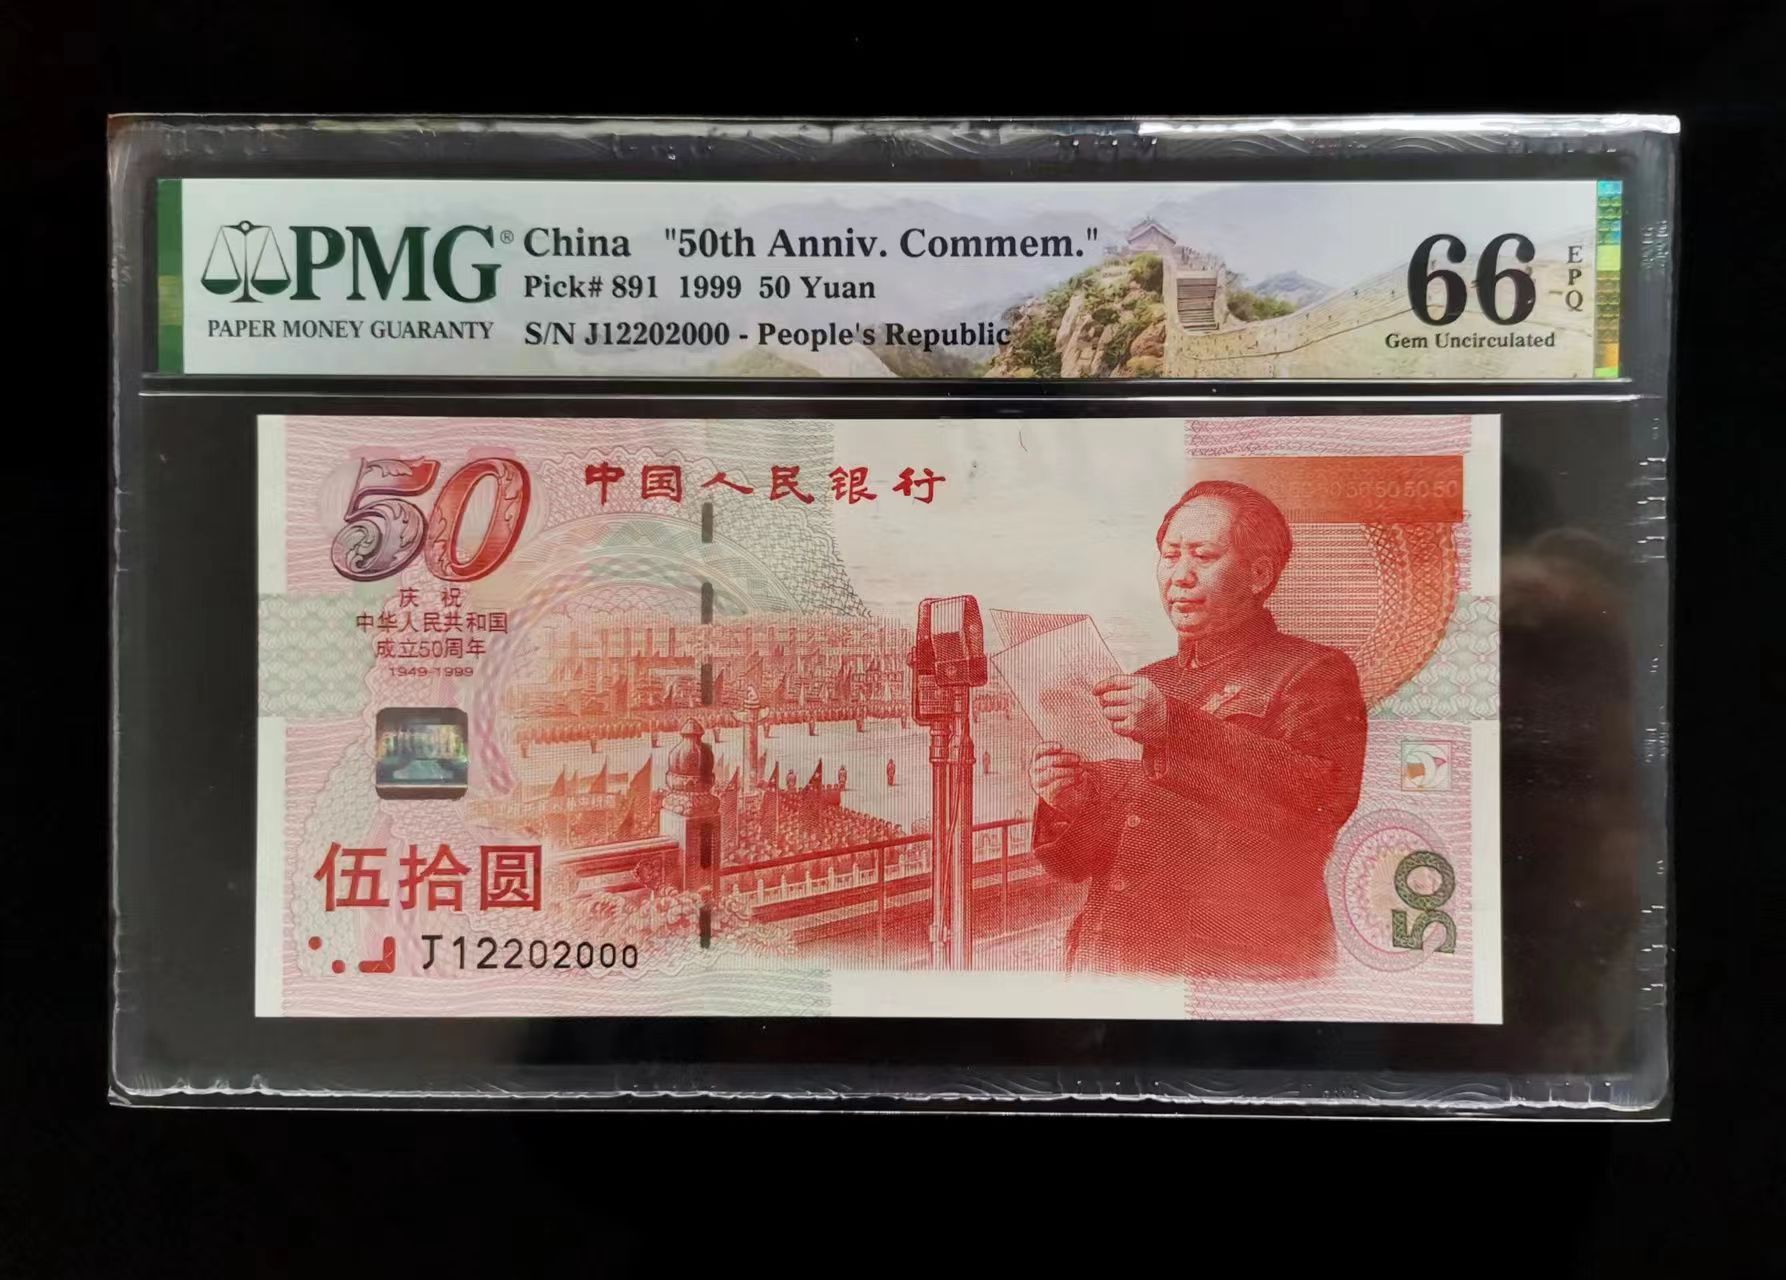 PMG® China "50th Anniv. Commem."
Pick# 891 1999 50 Yuan
PAPER MONEY GUARANTY
S/N J12202000 - People's Republic
66 EPQ
Gem Uncirculated
50 中国人民银行
庆祝
中华人民共和国
成立50周年
1949-1999
伍拾圆
J12202000
50